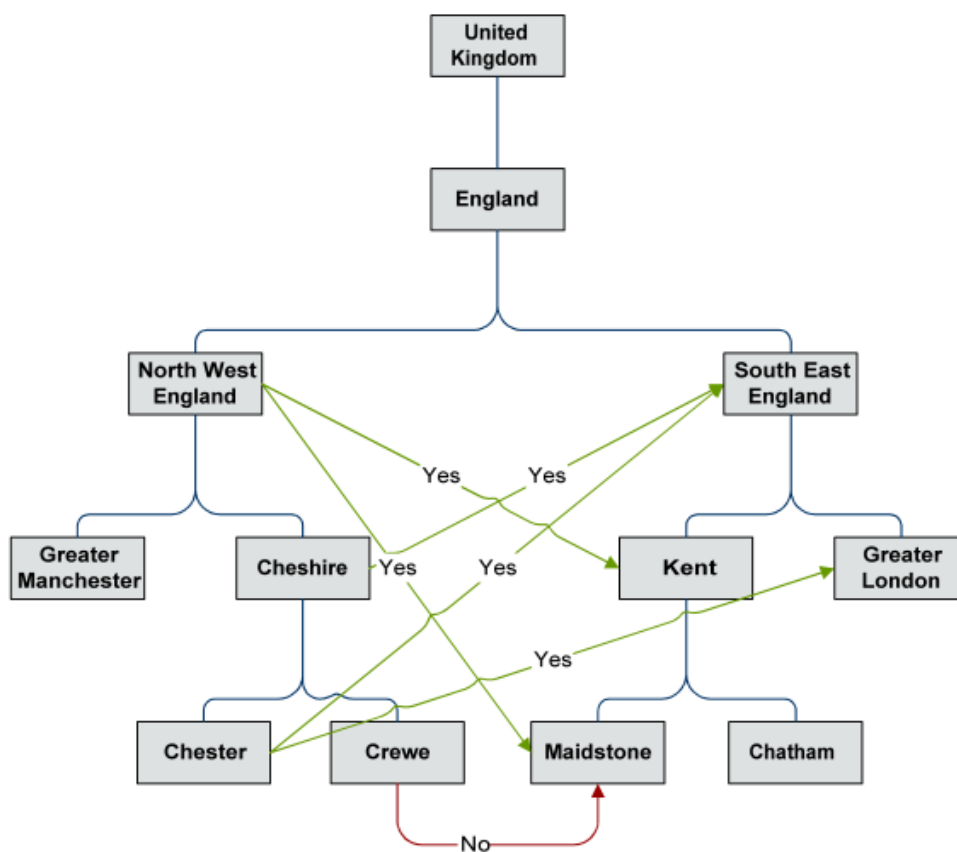 United
Kingdom
England
North West
England
South East
England
Yes
Yes
Greater
Manchester
Cheshire
Yes
Yes
Kent
Greater
London
Yes
Chester
Crewe
Maidstone
Chatham
No